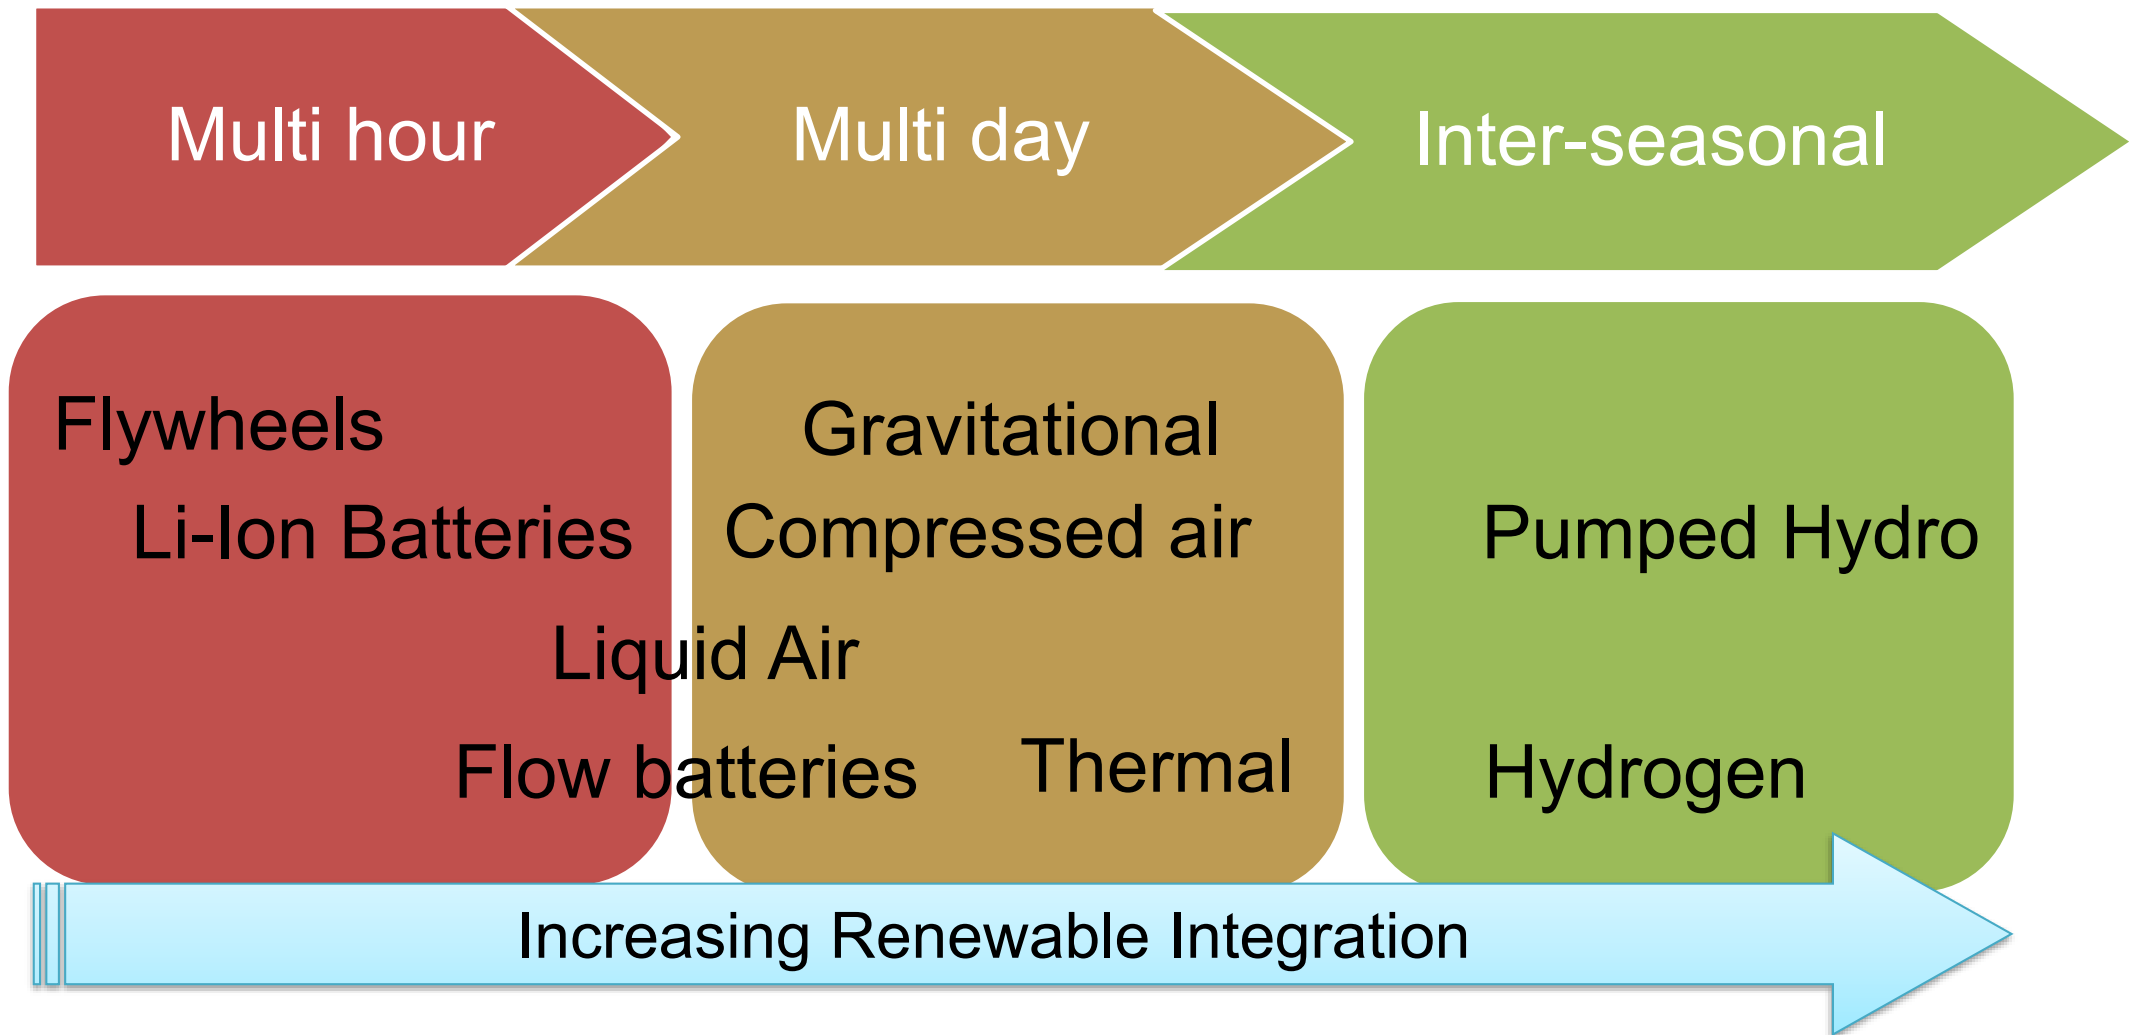 Multi hour
Multi day
Inter-seasonal
Flywheels
Li-Ion Batteries
Liquid Air
Flow batteries
Gravitational
Compressed air
Thermal
Pumped Hydro
Hydrogen
Increasing Renewable Integration